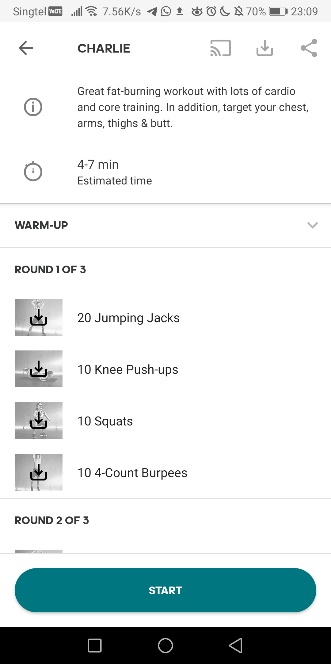 Singtel VoLTE 7.56K/s 70% 23:09
CHARLIE
Great fat-burning workout with lots of cardio
and core training. In addition, target your chest,
arms, thighs & butt.
4-7 min
Estimated time
WARM-UP
ROUND 1 OF 3
20 Jumping Jacks
10 Knee Push-ups
10 Squats
10 4-Count Burpees
ROUND 2 OF 3
START